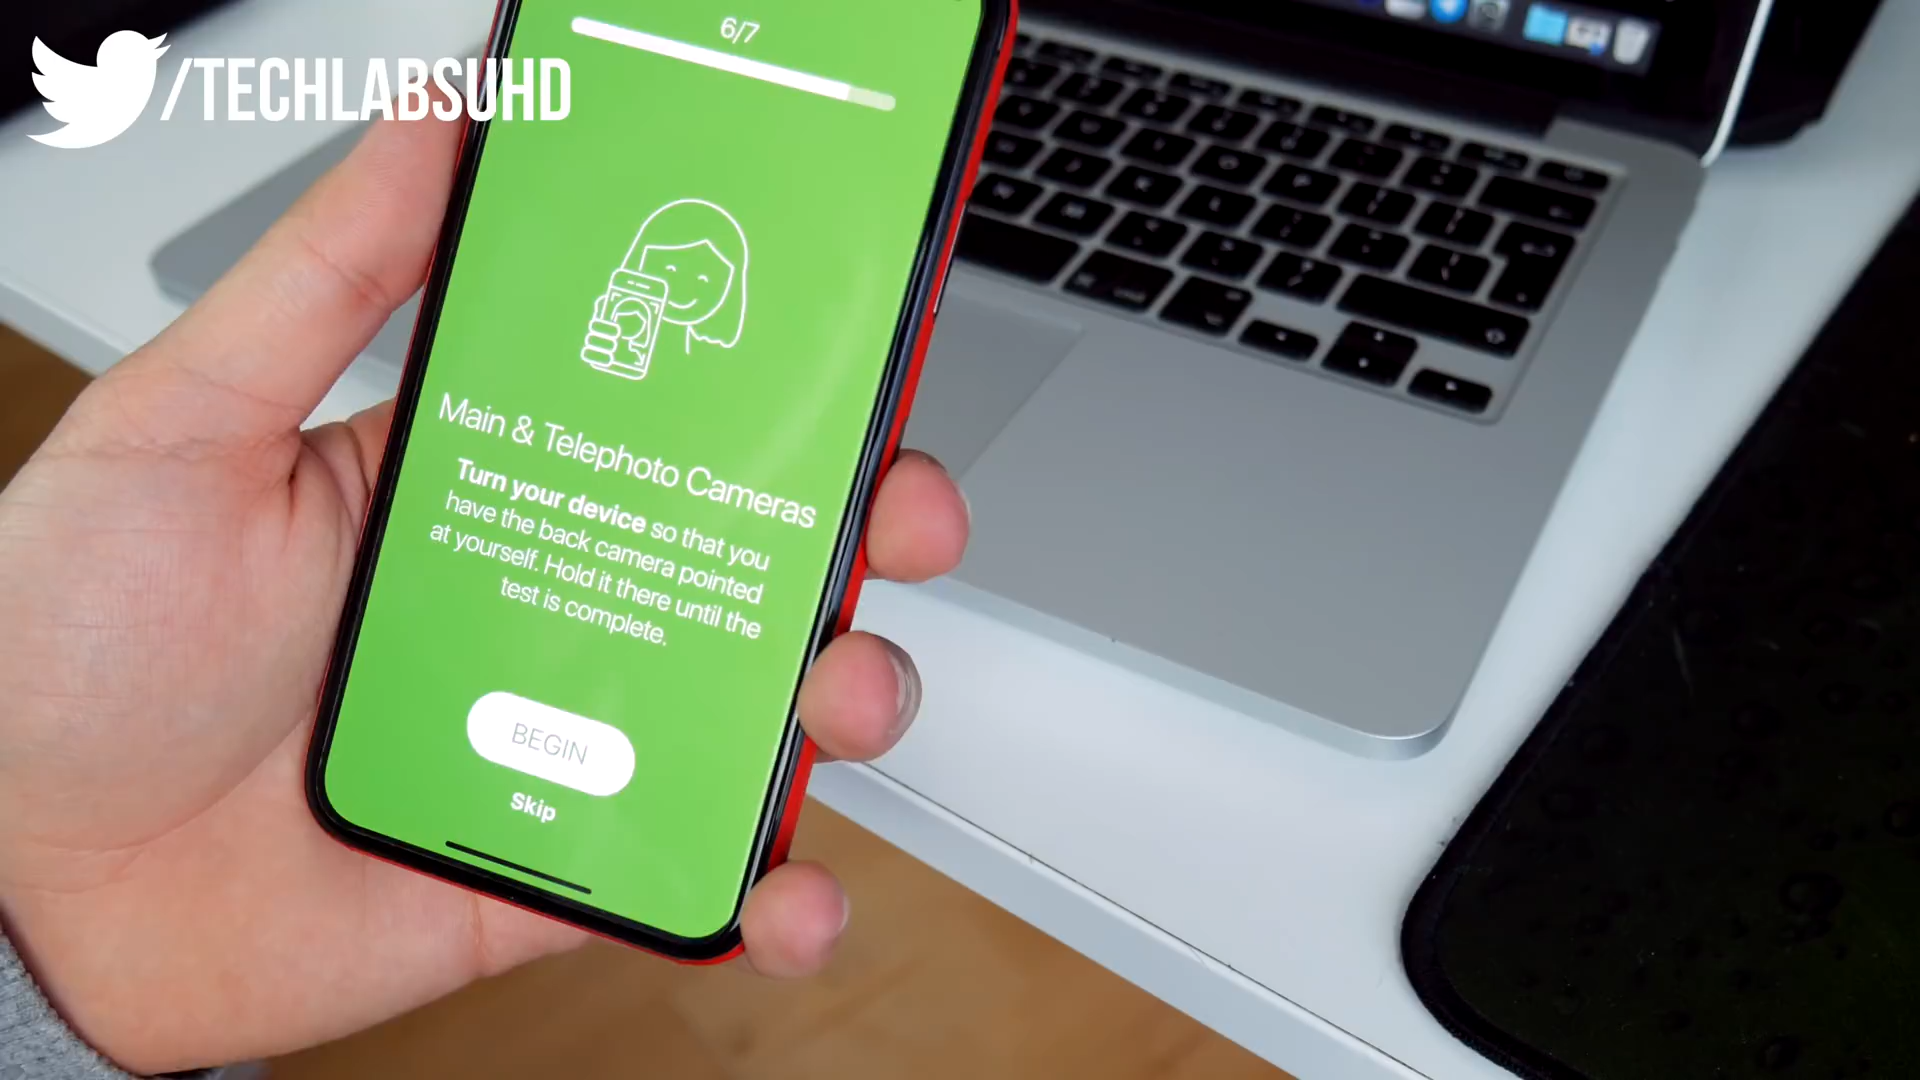 /TECHLABSUHD
6/7
Main & Telephoto Cameras
Turn your device so that you
have the back camera pointed
at yourself. Hold it there until the
test is complete.
BEGIN
Skip